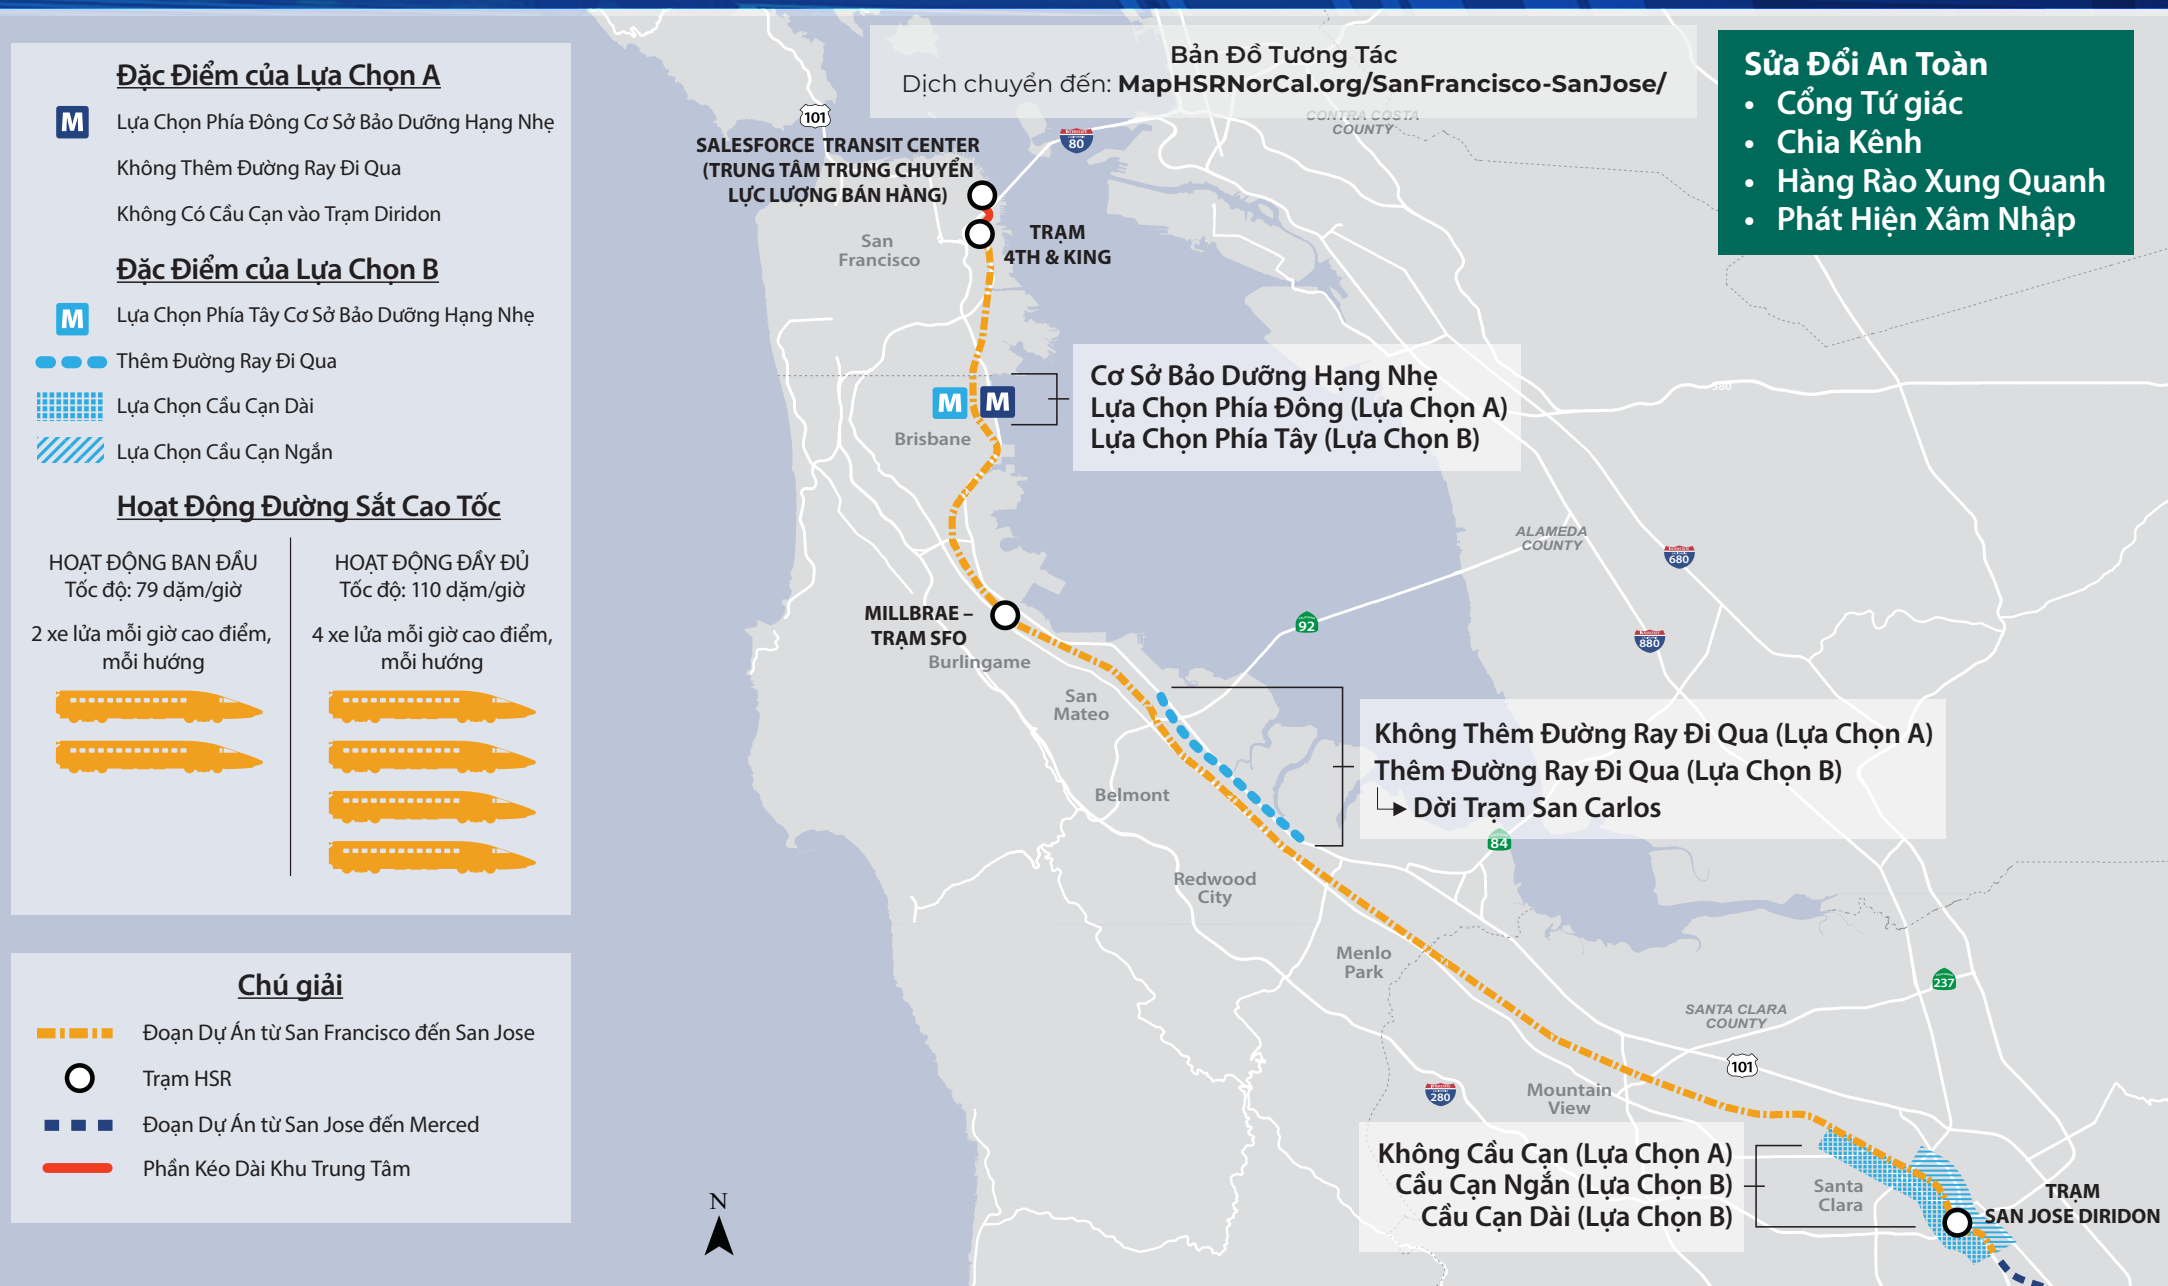 Đặc Điểm của Lựa Chọn A
M Lựa Chọn Phía Đông Cơ Sở Bảo Dưỡng Hạng Nhẹ
Không Thêm Đường Ray Đi Qua
Không Có Cầu Cạn vào Trạm Diridon
Đặc Điểm của Lựa Chọn B
M Lựa Chọn Phía Tây Cơ Sở Bảo Dưỡng Hạng Nhẹ
Thêm Đường Ray Đi Qua
Lựa Chọn Cầu Cạn Dài
Lựa Chọn Cầu Cạn Ngắn
Hoạt Động Đường Sắt Cao Tốc
HOẠT ĐỘNG BAN ĐẦU
Tốc độ: 79 dặm/giờ
2 xe lửa mỗi giờ cao điểm,
mỗi hướng
HOẠT ĐỘNG ĐẦY ĐỦ
Tốc độ: 110 dặm/giờ
4 xe lửa mỗi giờ cao điểm,
mỗi hướng
Chú giải
Đoạn Dự Án từ San Francisco đến San Jose
Trạm HSR
Đoạn Dự Án từ San Jose đến Merced
Phần Kéo Dài Khu Trung Tâm
Bản Đồ Tương Tác
Dịch chuyển đến: MapHSRNorCal.org/SanFrancisco-SanJose/
Sửa Đổi An Toàn
• Cổng Tứ giác
• Chia Kênh
• Hàng Rào Xung Quanh
• Phát Hiện Xâm Nhập
101
80
CONTRA COSTA
COUNTY
SALESFORCE TRANSIT CENTER
(TRUNG TÂM TRUNG CHUYỂN
LỰC LƯỢNG BÁN HÀNG)
San
Francisco
TRẠM
4TH & KING
Cơ Sở Bảo Dưỡng Hạng Nhẹ
Lựa Chọn Phía Đông (Lựa Chọn A)
Lựa Chọn Phía Tây (Lựa Chọn B)
M M
Brisbane
580
ALAMEDA
COUNTY
680
880
92
MILLBRAE –
TRẠM SFO
Burlingame
San
Mateo
Không Thêm Đường Ray Đi Qua (Lựa Chọn A)
Thêm Đường Ray Đi Qua (Lựa Chọn B)
Dời Trạm San Carlos
Belmont
84
Redwood
City
Menlo
Park
237
SANTA CLARA
COUNTY
101
280
Mountain
View
Không Cầu Cạn (Lựa Chọn A)
Cầu Cạn Ngắn (Lựa Chọn B)
Cầu Cạn Dài (Lựa Chọn B)
Santa
Clara
TRẠM
SAN JOSE DIRIDON
N